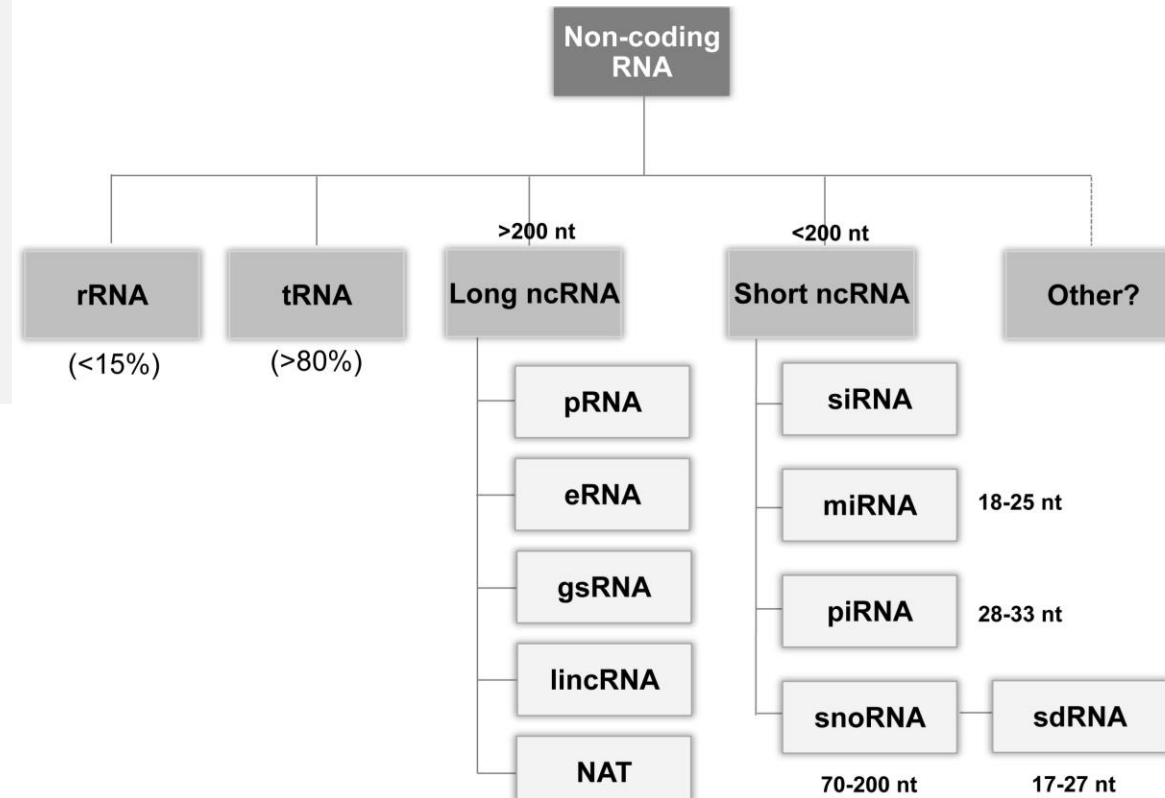 Non-coding
RNA
>200 nt
<200 nt
rRNA
tRNA
Long ncRNA
Short ncRNA
Other?
(<15%)
(>80%)
pRNA
siRNA
eRNA
miRNA
18-25 nt
gsRNA
piRNA
28-33 nt
lincRNA
snoRNA
sdRNA
NAT
70-200 nt
17-27 nt